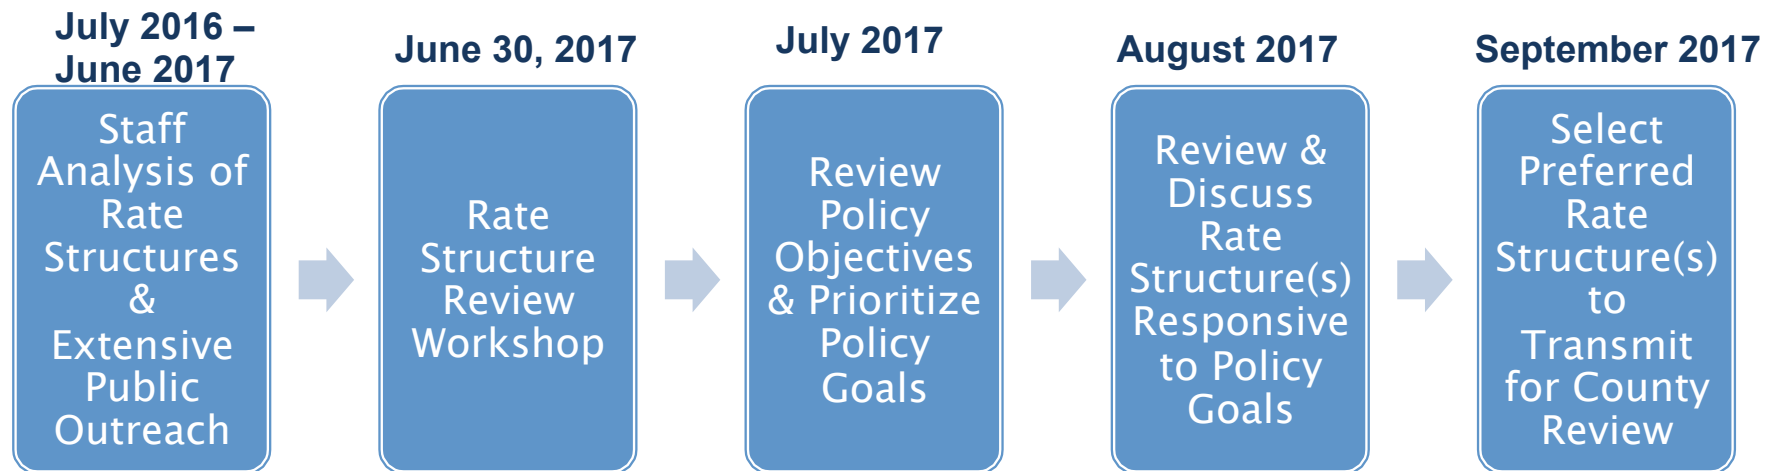 July 2016 –
June 2017
Staff
Analysis of
Rate
Structures
&
Extensive
Public
Outreach
June 30, 2017
Rate
Structure
Review
Workshop
July 2017
Review
Policy
Objectives
& Prioritize
Policy
Goals
August 2017
Review &
Discuss
Rate
Structure(s)
Responsive
to Policy
Goals
September 2017
Select
Preferred
Rate
Structure(s)
to
Transmit
for County
Review